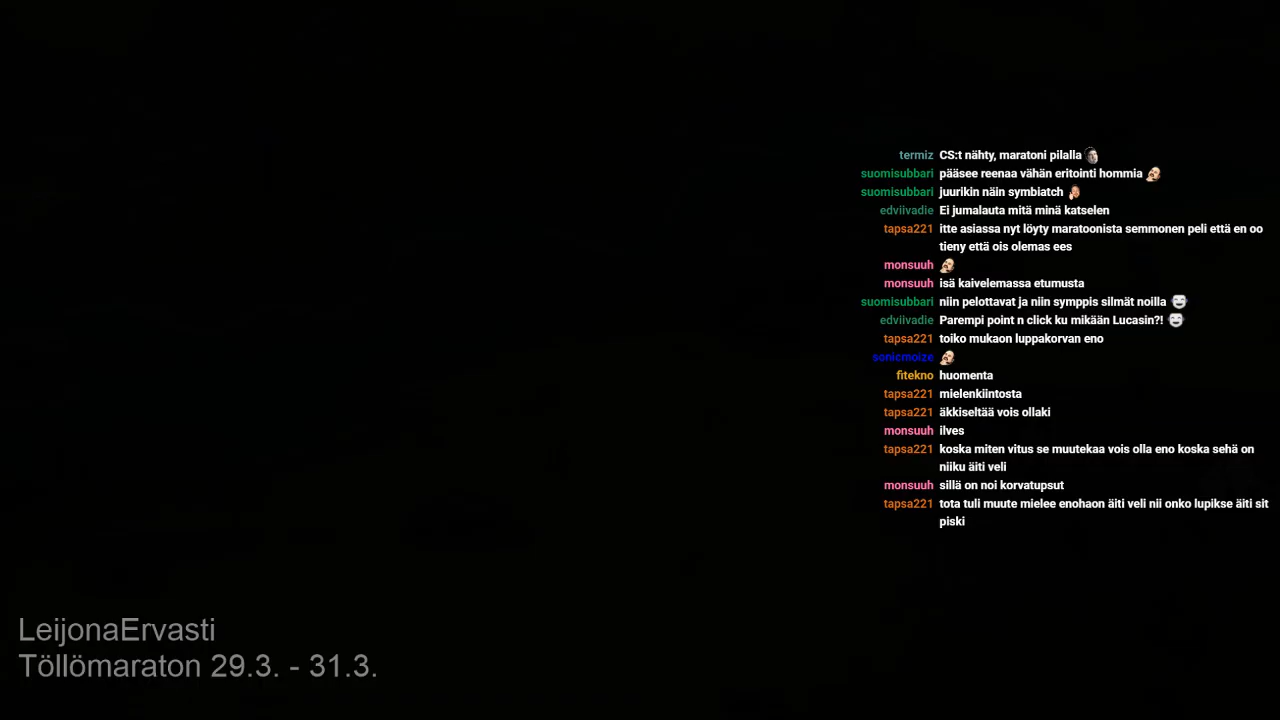 termiz CS:t nähty, maratoni pilalla
suomisubbari pääsee reenaa vähän eritointi hommia
suomisubbari juurikin näin symbiatch
edviivadie Ei jumalauta mitä minä katselen
tapsa221 itte asiassa nyt löyty maratoonista semmonen peli että en oo
tieny että ois olemas ees
monsuuh
monsuuh isä kaivelemassa etumusta
suomisubbari niin pelottavat ja niin symppis silmät noilla
edviivadie Parempi point n click ku mikään Lucasin?!
tapsa221 toiko mukaon luppakorvan eno
sonicmoize
fitekno huomenta
tapsa221 mielenkiintosta
tapsa221 äkkiseltää vois ollaki
monsuuh ilves
tapsa221 koska miten vitus se muutekaa vois olla eno koska sehä on
niiku äiti veli
monsuuh sillä on noi korvatupsut
tapsa221 tota tuli muute mielee enohaon äiti veli nii onko lupikse äiti sit
piski
LeijonaErvasti
Töllömaraton 29.3. - 31.3.